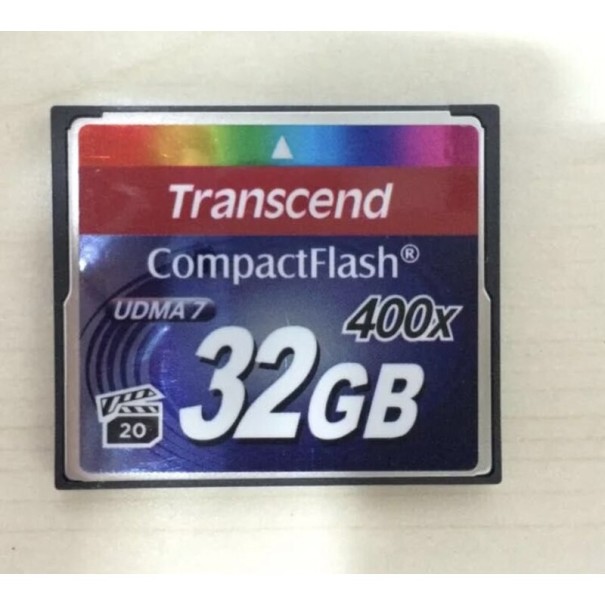 Transcend
CompactFlash®
UDMA 7
400x
32GB
20